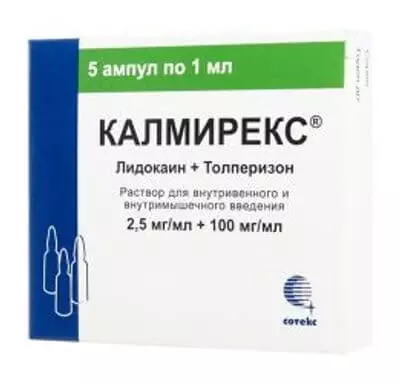 5 ампул по 1 мл
КАЛМИРЕКС®
Лидокаин + Толперизон
Раствор для внутривенного и
внутримышечного введения
2,5 мг/мл + 100 мг/мл
сотекс